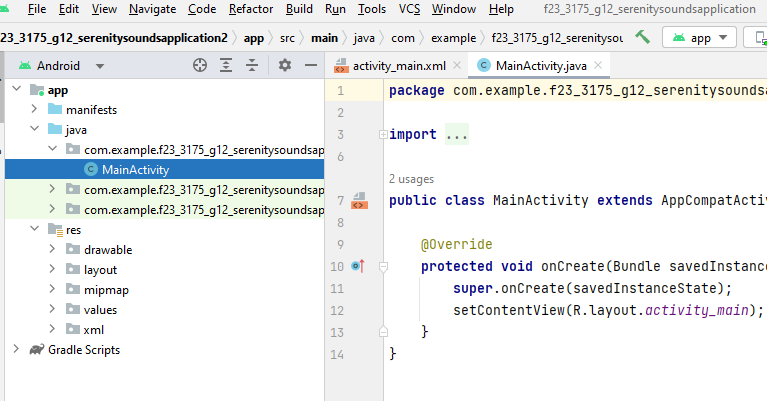 File Edit View Navigate Code Refactor Build Run Tools VCS Window Help f23_3175_g12_serenitysoundsapplication
23_3175_g12_serenitysoundsapplication2 app src main java com example f23_3175_g12_serenitysou app
Android
activity_main.xml MainActivity.java
app
manifests
java
com.example.f23_3175_g12_serenitysoundsap
MainActivity
com.example.f23_3175_g12_serenitysoundsap
com.example.f23_3175_g12_serenitysoundsap
res
drawable
layout
mipmap
values
xml
Gradle Scripts
1 package com.example.f23_3175_g12_serenitysoundsa
2
3 import ...
6
2 usages
7 public class MainActivity extends AppCompatActiv
8
9 @Override
10 protected void onCreate(Bundle savedInstance
11 super.onCreate(savedInstanceState);
12 setContentView(R.layout.activity_main);
13 }
14 }